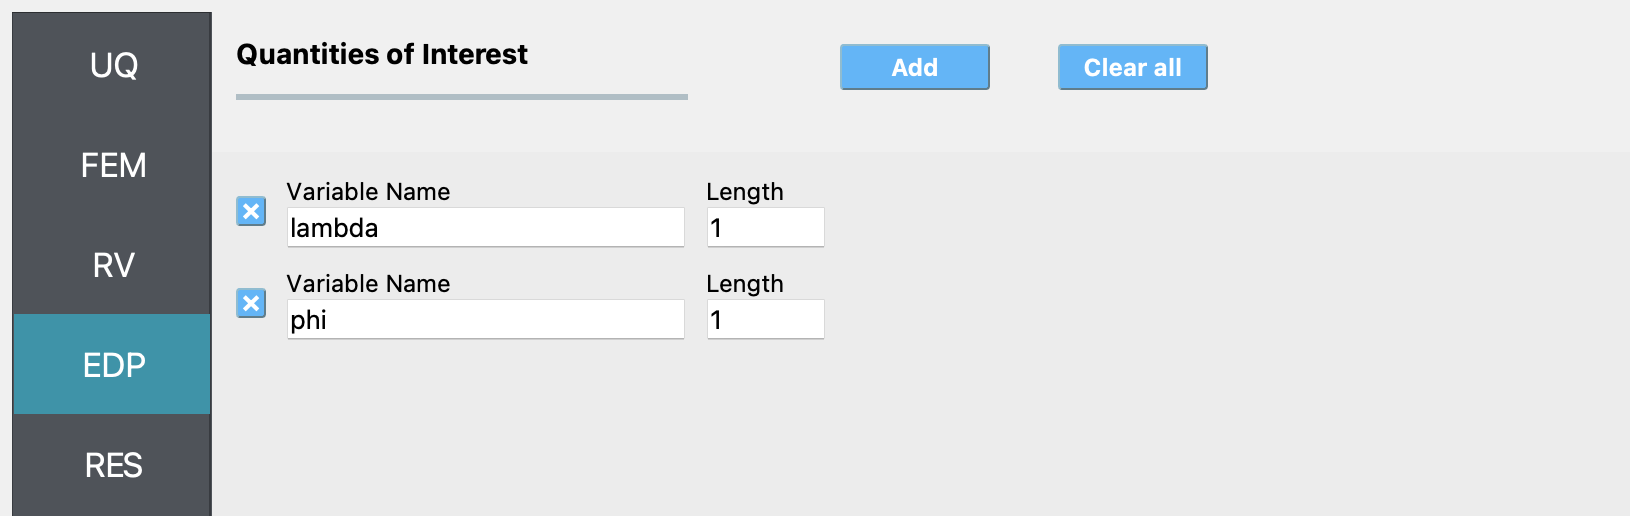 UQ
FEM
RV
EDP
RES
Quantities of Interest
Add
Clear all
Variable Name
Length
lambda
1
Variable Name
Length
phi
1